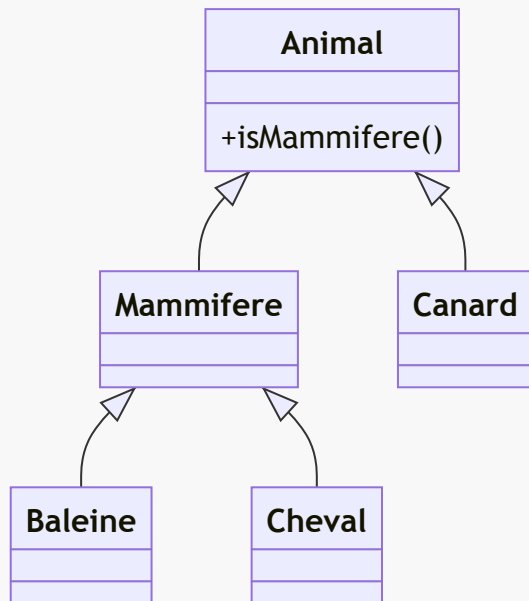 Animal
+isMammifere()
Mammifere
Canard
Baleine
Cheval